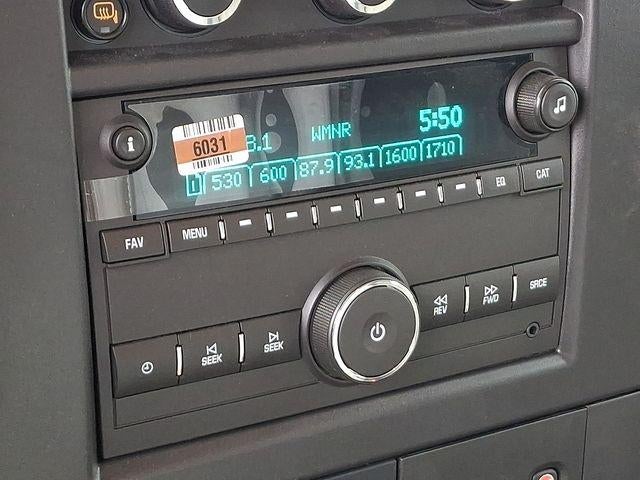 6031
3.1 WMNR 5:50
1 530 600 87.9 93.1 1600 1710
i
FAV MENU EQ CAT
SEEK SEEK REV FWD SRCE